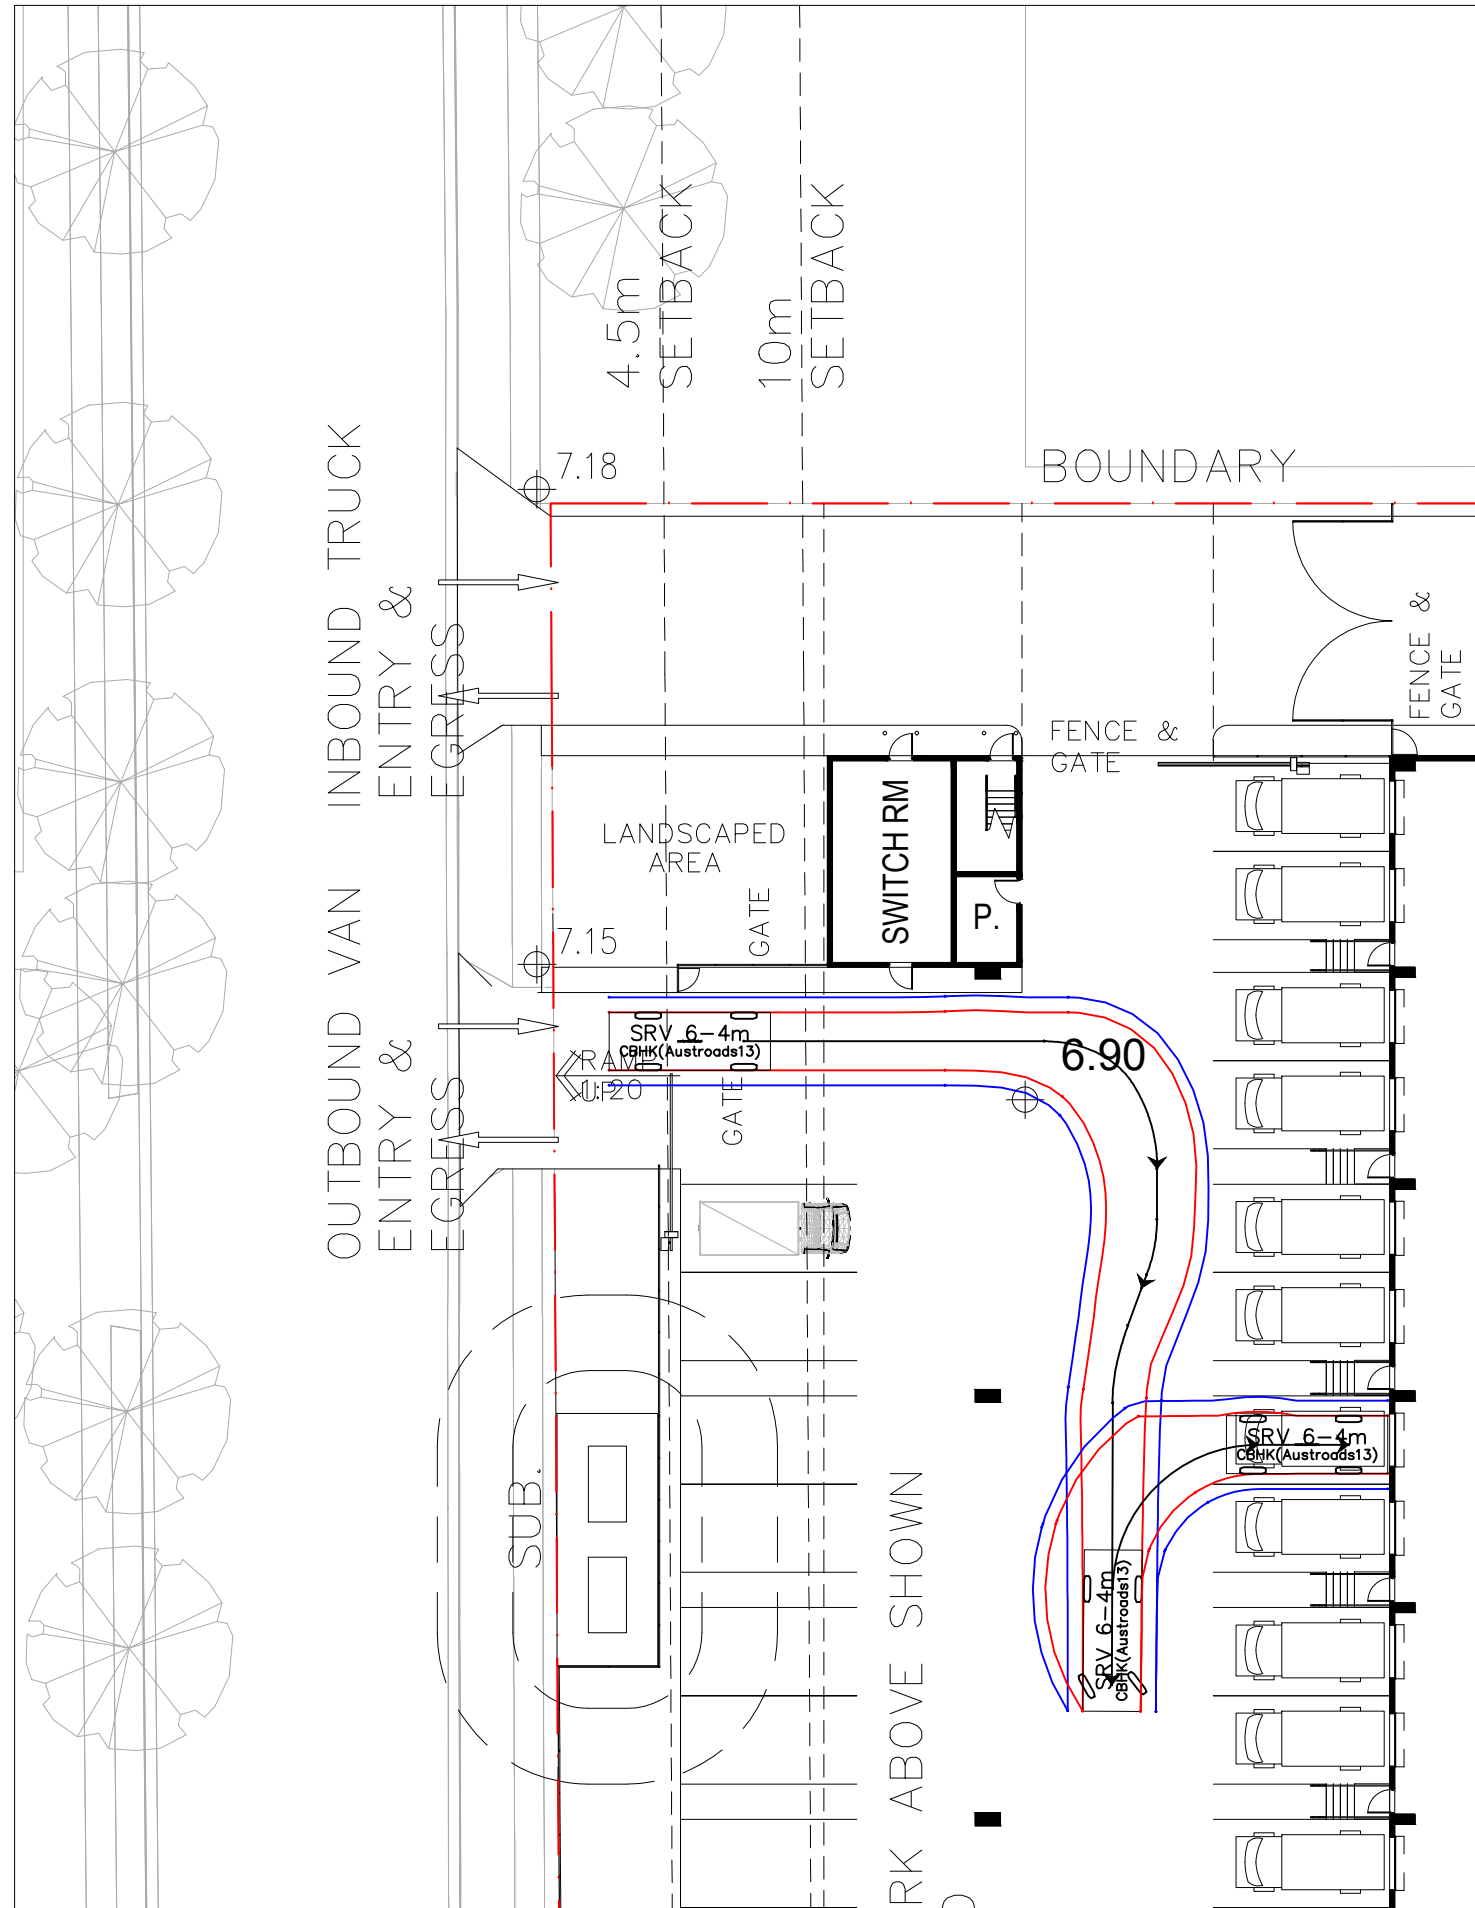 4.5m
SETBACK
10m
SETBACK
7.18
BOUNDARY
INBOUND TRUCK
ENTRY &
EGRESS
FENCE &
GATE
FENCE &
GATE
LANDSCAPED
AREA
SWITCH RM
P.
GATE
7.15
OUTBOUND VAN
ENTRY &
EGRESS
SRV 6-4m
CBHK(Austroads13)
RAMP
1:20
UP
GATE
6.90
SUB.
SRV 6-4m
CBHK(Austroads13)
SRV 6-4m
CBHK(Austroads13)
RK ABOVE SHOWN